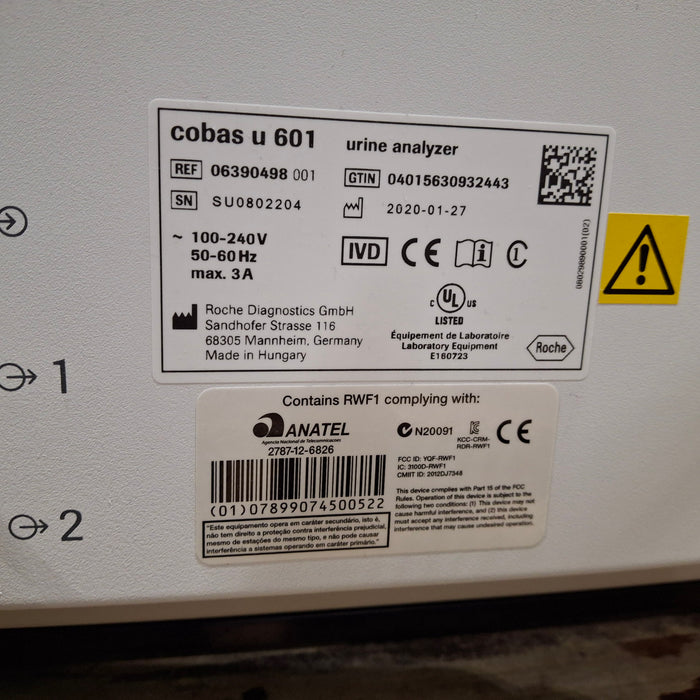 cobas u 601 urine analyzer
REF 06390498 001 GTIN 04015630932443
SN SU0802204 2020-01-27
~ 100-240V
50-60 Hz
max. 3 A
IVD CE i
Roche Diagnostics GmbH
Sandhofer Strasse 116
68305 Mannheim, Germany
Made in Hungary
C UL US
LISTED
Équipement de Laboratoire
Laboratory Equipment
E160723
Roche
1
2
Contains RWF1 complying with:
ANATEL
Agência Nacional de Telecomunicações
2787-12-6826
(01)07899074500522
"Este equipamento opera em caráter secundário, isto é,
não tem direito a proteção contra interferência prejudicial,
mesmo de estações do mesmo tipo, e não pode causar
interferência a sistemas operando em caráter primário."
N20091
KCC-CRM-
RDR-RWF1
CE
FCC ID: YQF-RWF1
IC: 3100D-RWF1
CMIIT ID: 2012DJ7348
This device complies with Part 15 of the FCC
Rules. Operation of this device is subject to the
following two conditions: (1) This device may not
cause harmful interference, and (2) this device
must accept any interference received, including
interference that may cause undesired operation.